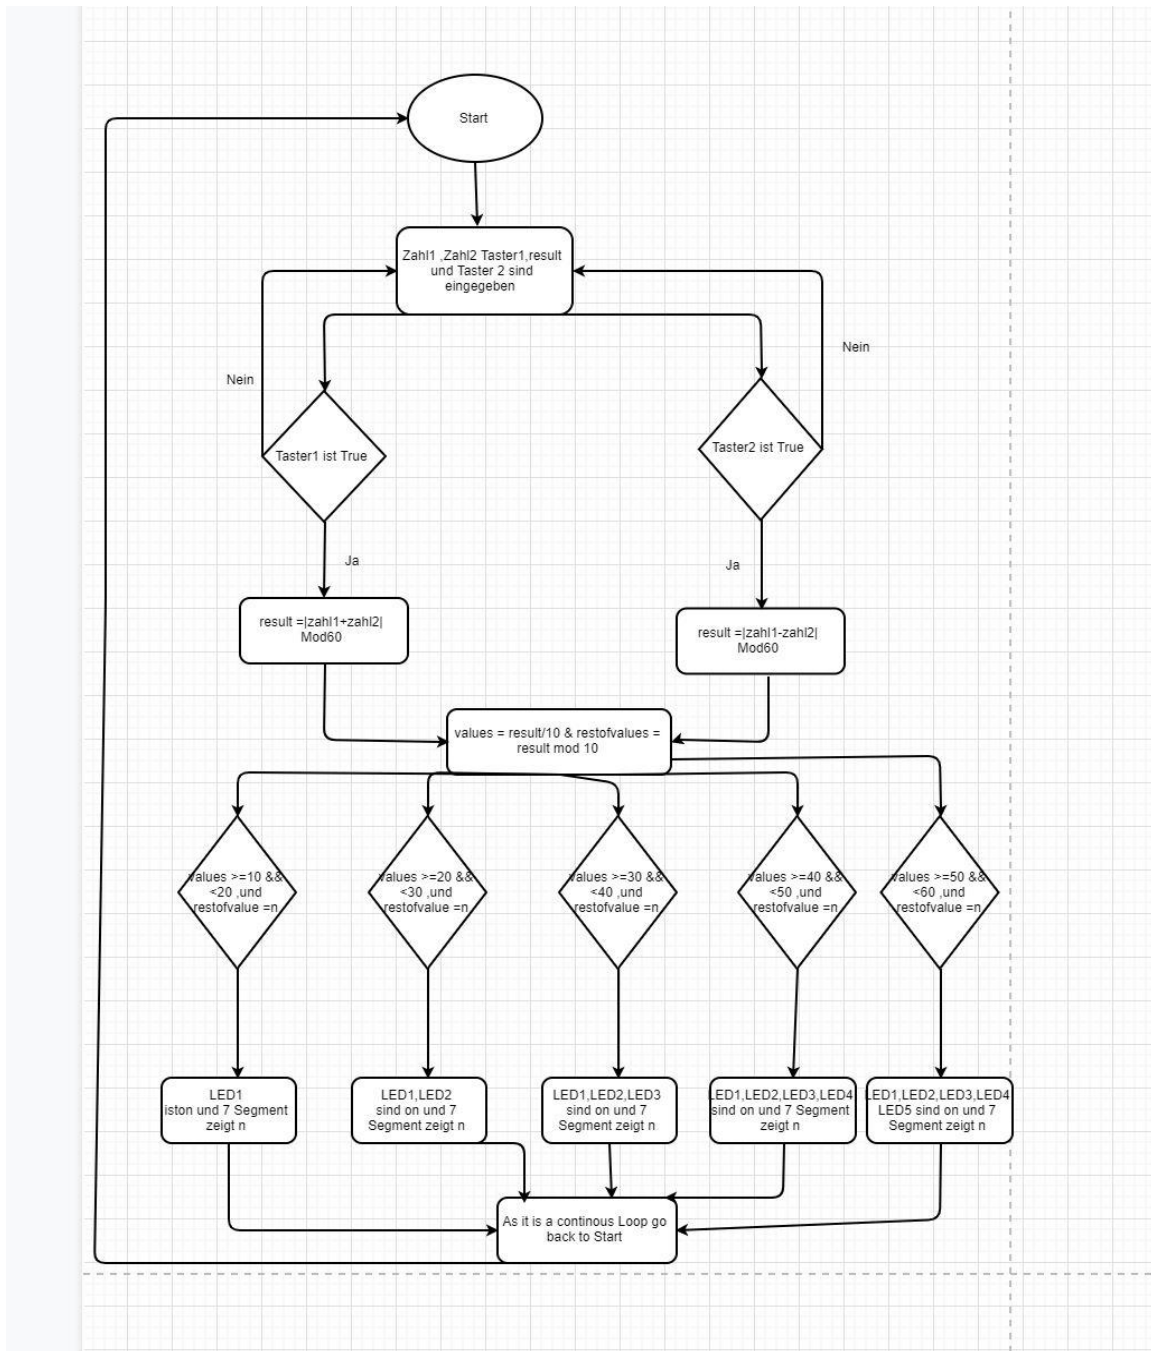 Start
Zahl1 ,Zahl2 Taster1,result
und Taster 2 sind
eingegeben
Nein
Nein
Taster1 ist True
Taster2 ist True
Ja
Ja
result =|zahl1+zahl2|
Mod60
result =|zahl1-zahl2|
Mod60
values = result/10 & restofvalues =
result mod 10
values >=10 &&
<20 ,und
restofvalue =n
values >=20 &&
<30 ,und
restofvalue =n
values >=30 &&
<40 ,und
restofvalue =n
values >=40 &&
<50 ,und
restofvalue =n
values >=50 &&
<60 ,und
restofvalue =n
LED1
iston und 7 Segment
zeigt n
LED1,LED2
sind on und 7
Segment zeigt n
LED1,LED2,LED3
sind on und 7
Segment zeigt n
LED1,LED2,LED3,LED4
sind on und 7 Segment
zeigt n
LED1,LED2,LED3,LED4
LED5 sind on und 7
Segment zeigt n
As it is a continous Loop go
back to Start